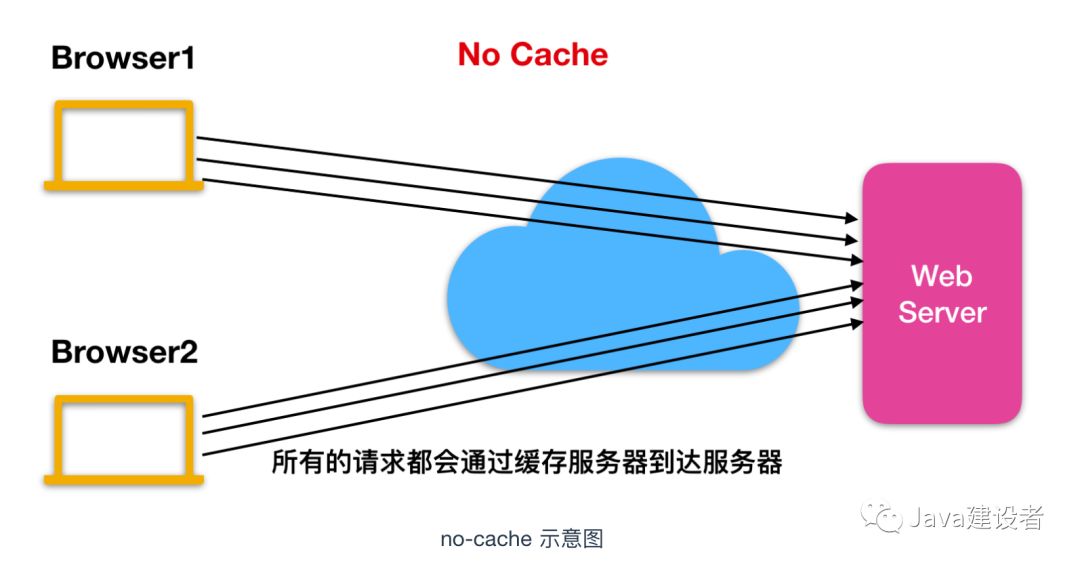 Browser1
No Cache
Web
Server
Browser2
所有的请求都会通过缓存服务器到达服务器
Java建设者
no-cache 示意图